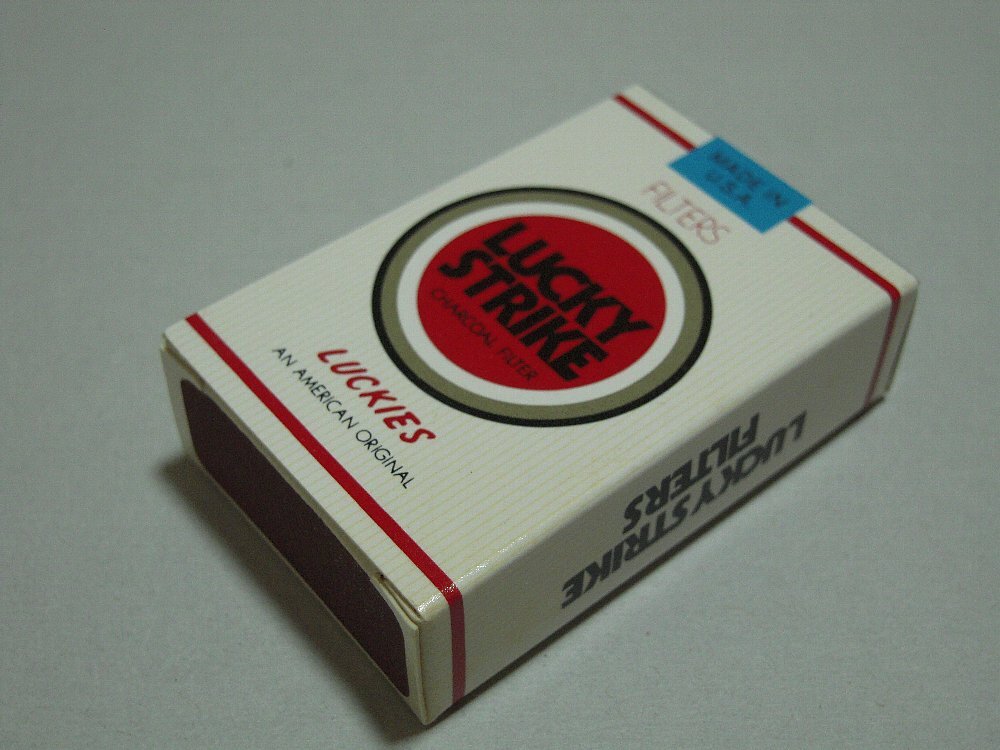 MADE IN
U.S.A.
FILTERS
LUCKY
STRIKE
CHARCOAL FILTER
LUCKIES
AN AMERICAN ORIGINAL
LUCKY STRIKE
FILTERS